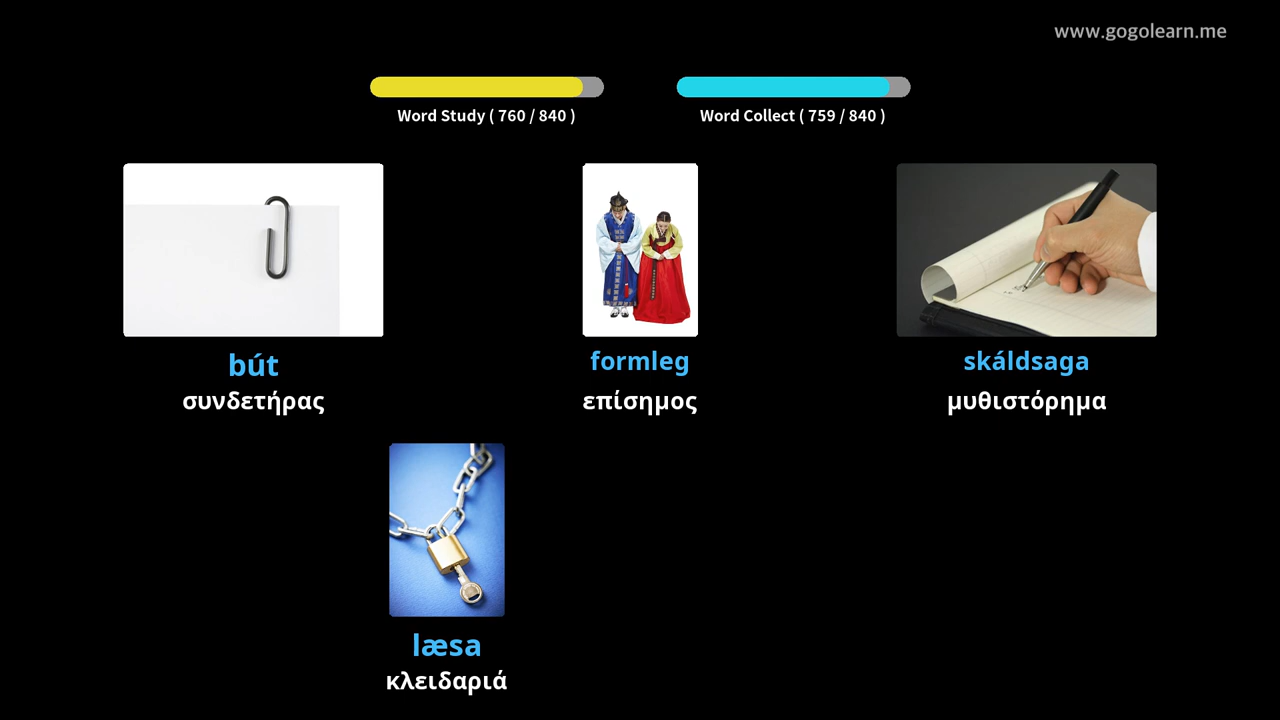 www.gogolearn.me
Word Study ( 760 / 840 )
Word Collect ( 759 / 840 )
bút
συνδετήρας
formleg
επίσημος
skáldsaga
μυθιστόρημα
læsa
κλειδαριά